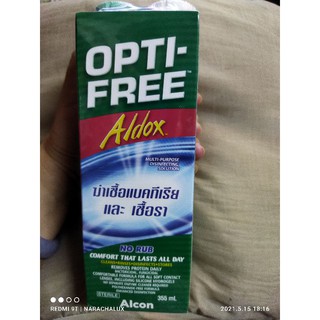 OPTI-
FREE
Aldox
MULTI-PURPOSE
DISINFECTING
SOLUTION
ฆ่าเชื้อแบคทีเรีย
และ เชื้อรา
NO RUB
COMFORT THAT LASTS ALL DAY
REMOVES PROTEIN DAILY
STERILE
355 mL
Alcon
REDMI 9T | NARACHALUX
2021.5.15 18:16